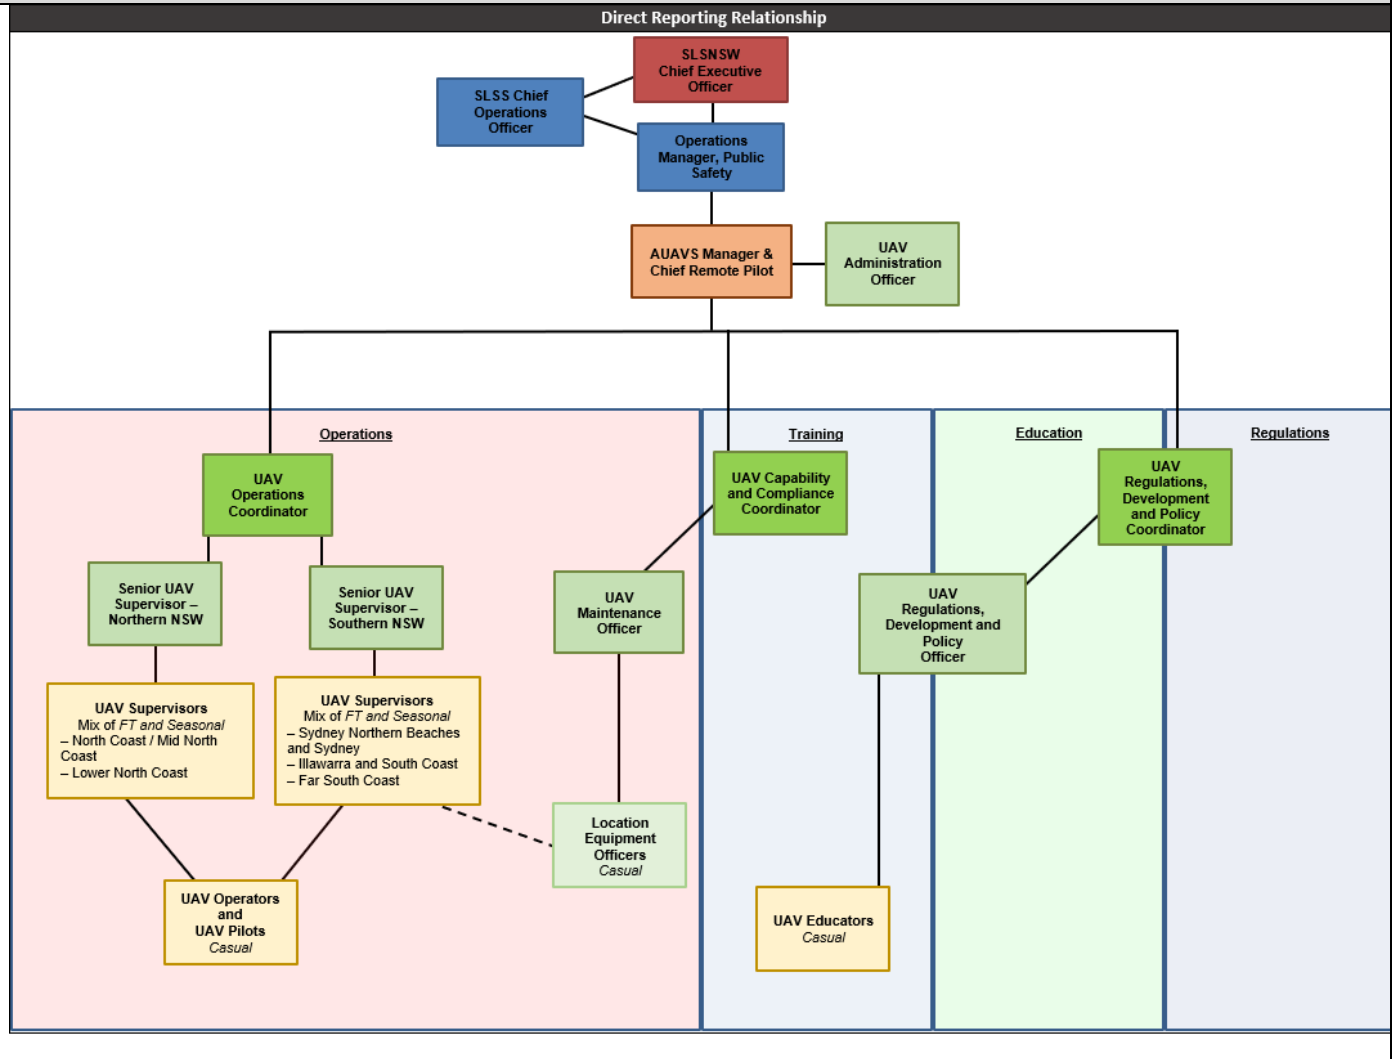 Direct Reporting Relationship
SLSNSW
Chief Executive
Officer
SLSS Chief
Operations
Officer
Operations
Manager, Public
Safety
AUAVS Manager &
Chief Remote Pilot
UAV
Administration
Officer
Operations
Training
Education
Regulations
UAV
Operations
Coordinator
UAV Capability
and Compliance
Coordinator
UAV
Regulations,
Development
and Policy
Coordinator
Senior UAV
Supervisor –
Northern NSW
Senior UAV
Supervisor –
Southern NSW
UAV
Maintenance
Officer
UAV
Regulations,
Development and
Policy
Officer
UAV Supervisors
Mix of FT and Seasonal
– North Coast / Mid North
Coast
– Lower North Coast
UAV Supervisors
Mix of FT and Seasonal
– Sydney Northern Beaches
and Sydney
– Illawarra and South Coast
– Far South Coast
Location
Equipment
Officers
Casual
UAV Operators
and
UAV Pilots
Casual
UAV Educators
Casual